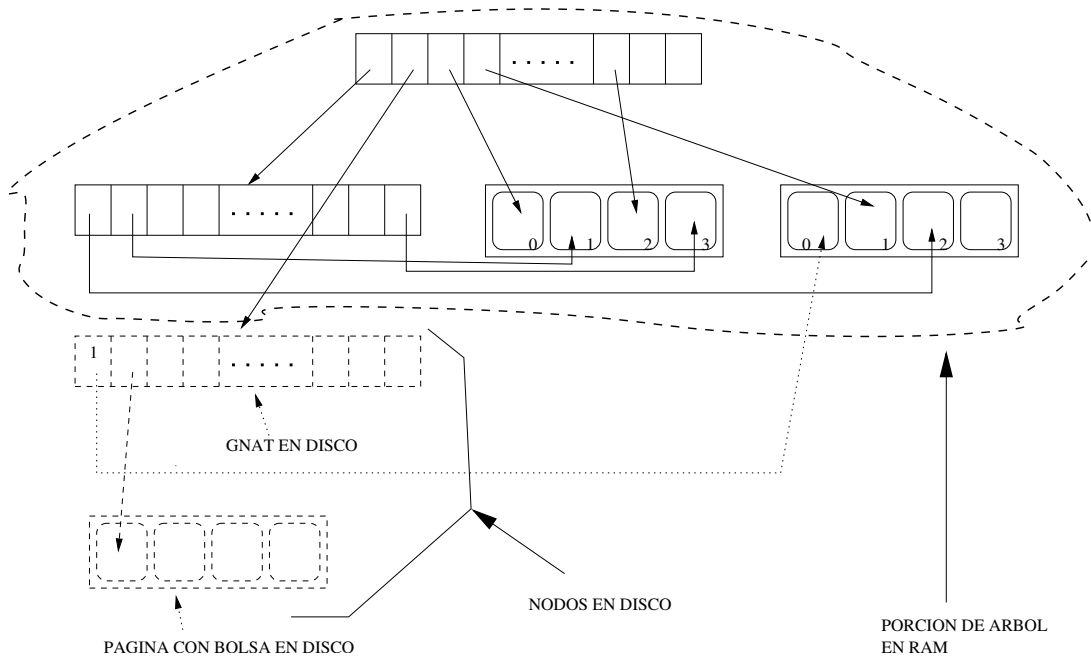 . . . . .
. . . . .
0 1 2 3
0 1 2 3
1
. . . . .
GNAT EN DISCO
NODOS EN DISCO
PORCION DE ARBOL
EN RAM
PAGINA CON BOLSA EN DISCO